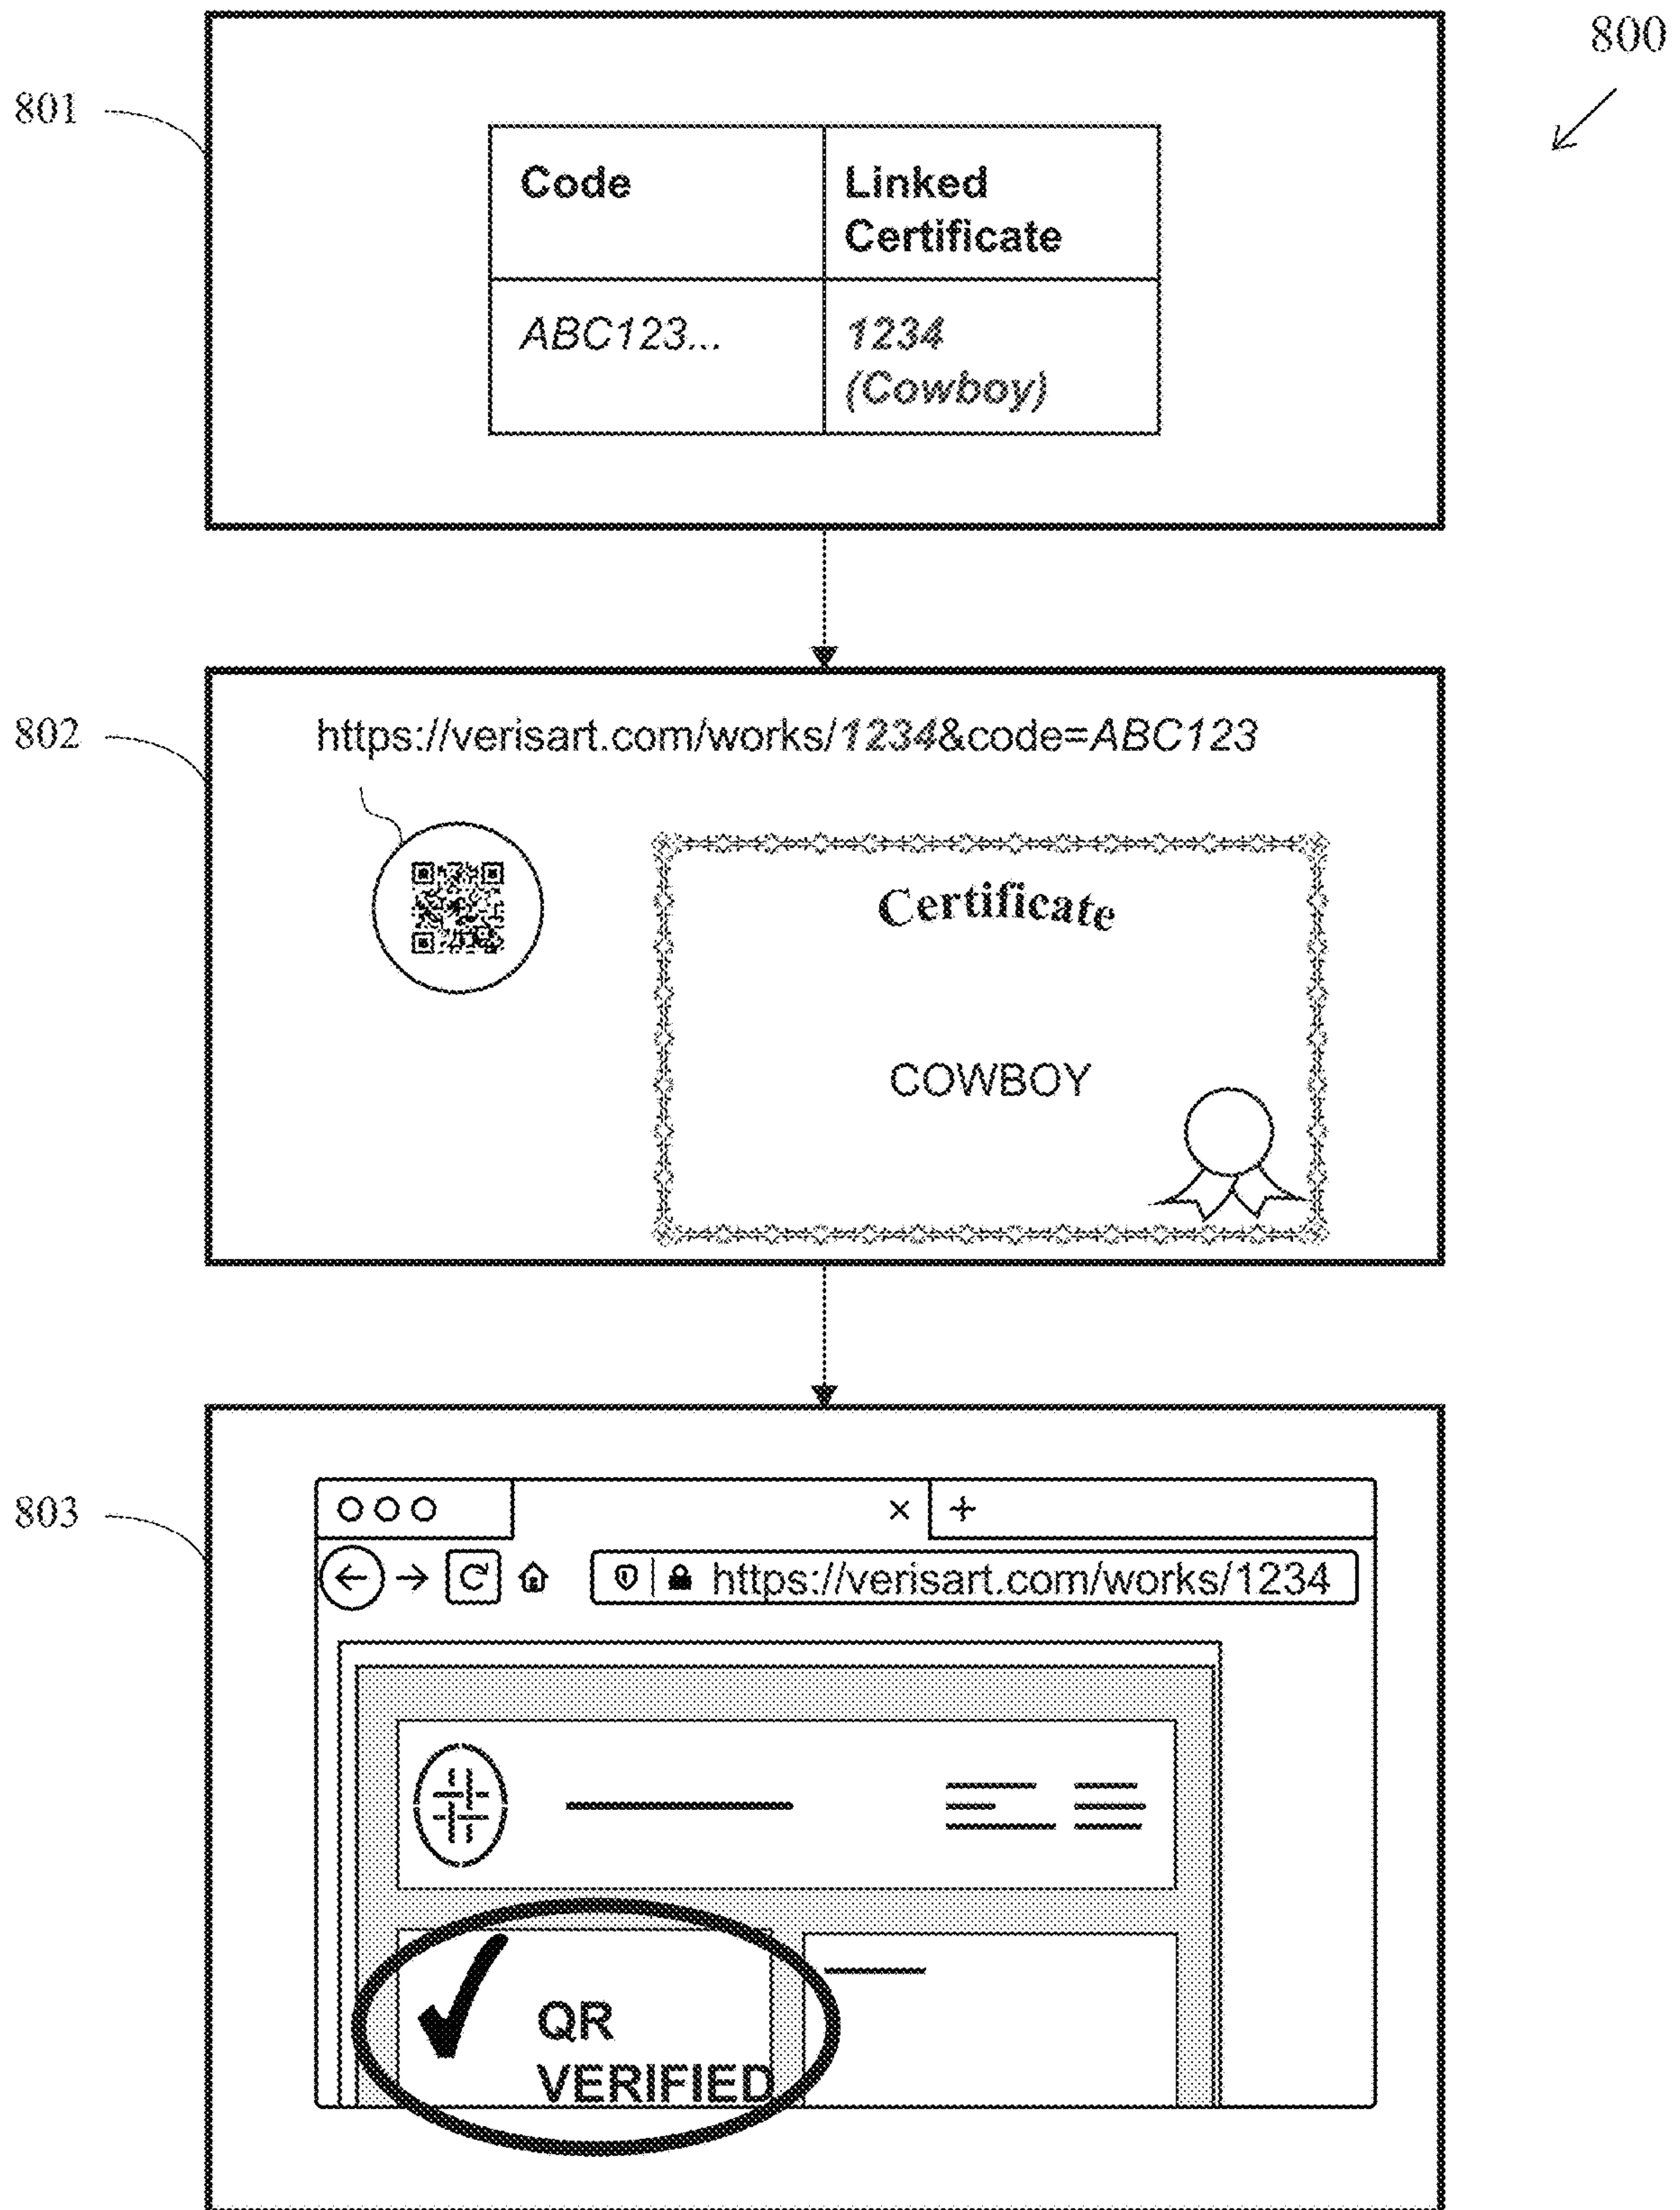 800
801
Code
Linked
Certificate
ABC123...
1234
(Cowboy)
802
https://verisart.com/works/1234&code=ABC123
Certificate
COWBOY
803
https://verisart.com/works/1234
QR
VERIFIED